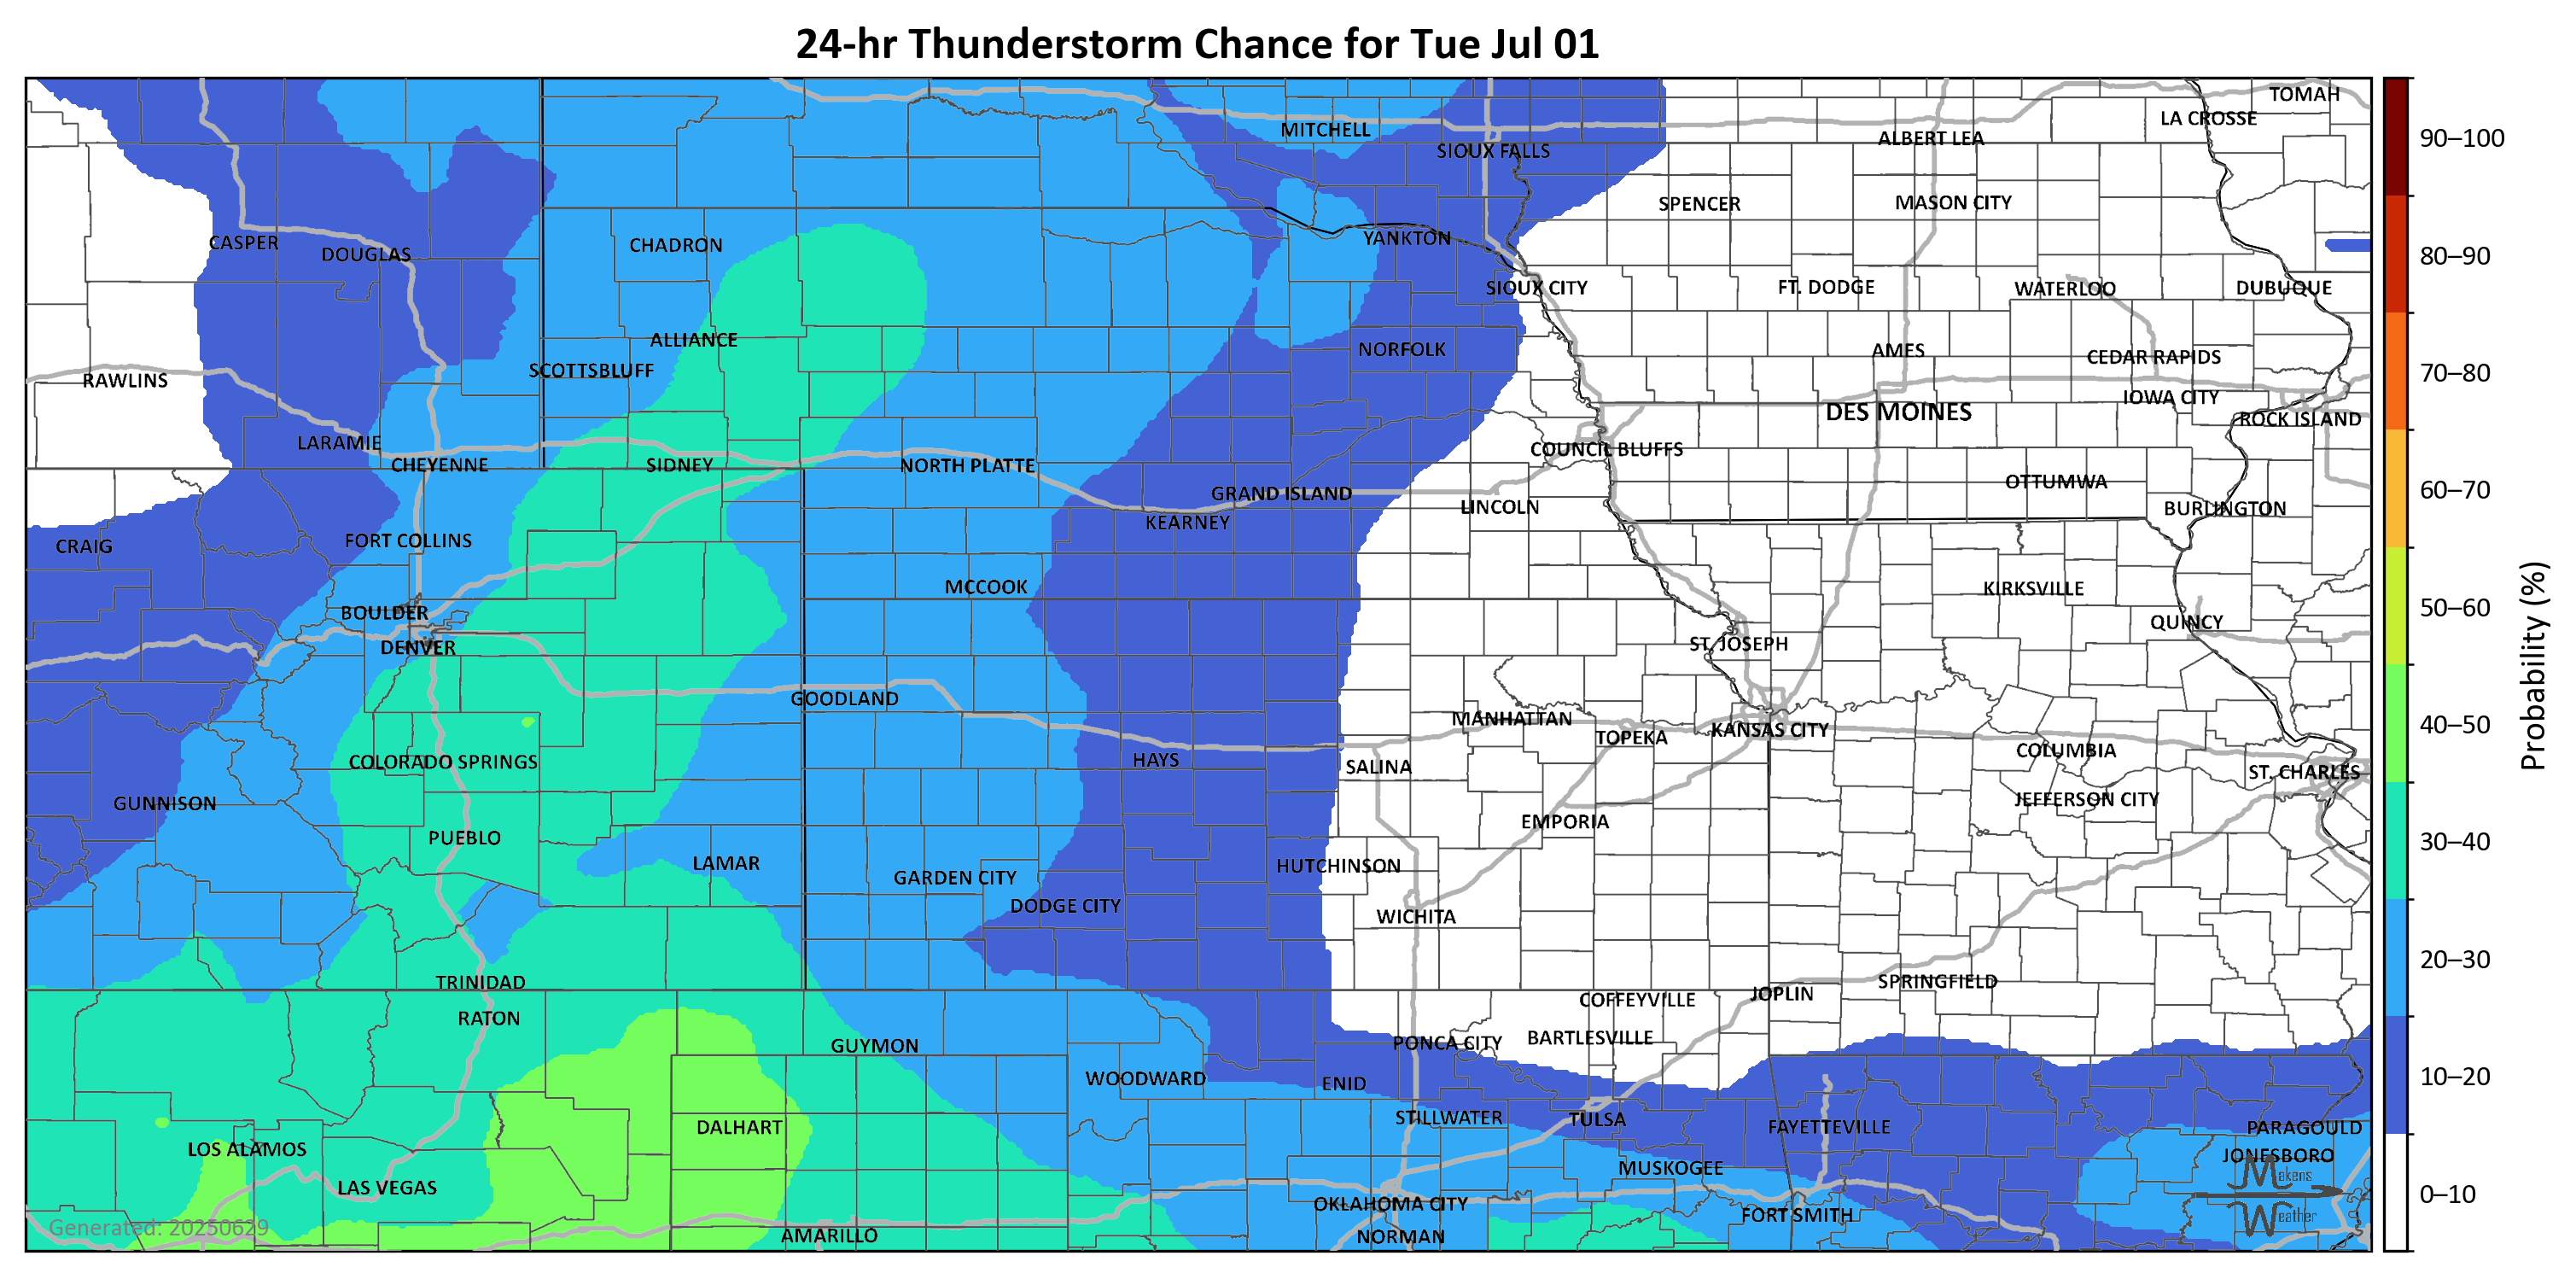 24-hr Thunderstorm Chance for Tue Jul 01
TOMAH
LA CROSSE
MITCHELL
ALBERT LEA
SIOUX FALLS
SPENCER
MASON CITY
CASPER
DOUGLAS
CHADRON
YANKTON
SIOUX CITY
FT. DODGE
WATERLOO
DUBUQUE
ALLIANCE
NORFOLK
AMES
CEDAR RAPIDS
RAWLINS
SCOTTSBLUFF
IOWA CITY
DES MOINES
ROCK ISLAND
LARAMIE
COUNCIL BLUFFS
CHEYENNE
SIDNEY
NORTH PLATTE
OTTUMWA
GRAND ISLAND
LINCOLN
BURLINGTON
KEARNEY
CRAIG
FORT COLLINS
MCCOOK
KIRKSVILLE
BOULDER
QUINCY
DENVER
ST. JOSEPH
GOODLAND
MANHATTAN
TOPEKA
KANSAS CITY
COLUMBIA
COLORADO SPRINGS
HAYS
SALINA
ST. CHARLES
GUNNISON
JEFFERSON CITY
EMPORIA
PUEBLO
LAMAR
HUTCHINSON
GARDEN CITY
DODGE CITY
WICHITA
TRINIDAD
SPRINGFIELD
JOPLIN
COFFEYVILLE
RATON
GUYMON
PONCA CITY
BARTLESVILLE
WOODWARD
ENID
STILLWATER
TULSA
DALHART
FAYETTEVILLE
PARAGOULD
LOS ALAMOS
JONESBORO
MUSKOGEE
LAS VEGAS
OKLAHOMA CITY
FORT SMITH
AMARILLO
NORMAN
Generated: 20250629
Makens
Weather
90–100
80–90
70–80
60–70
50–60
40–50
30–40
20–30
10–20
0–10
Probability (%)